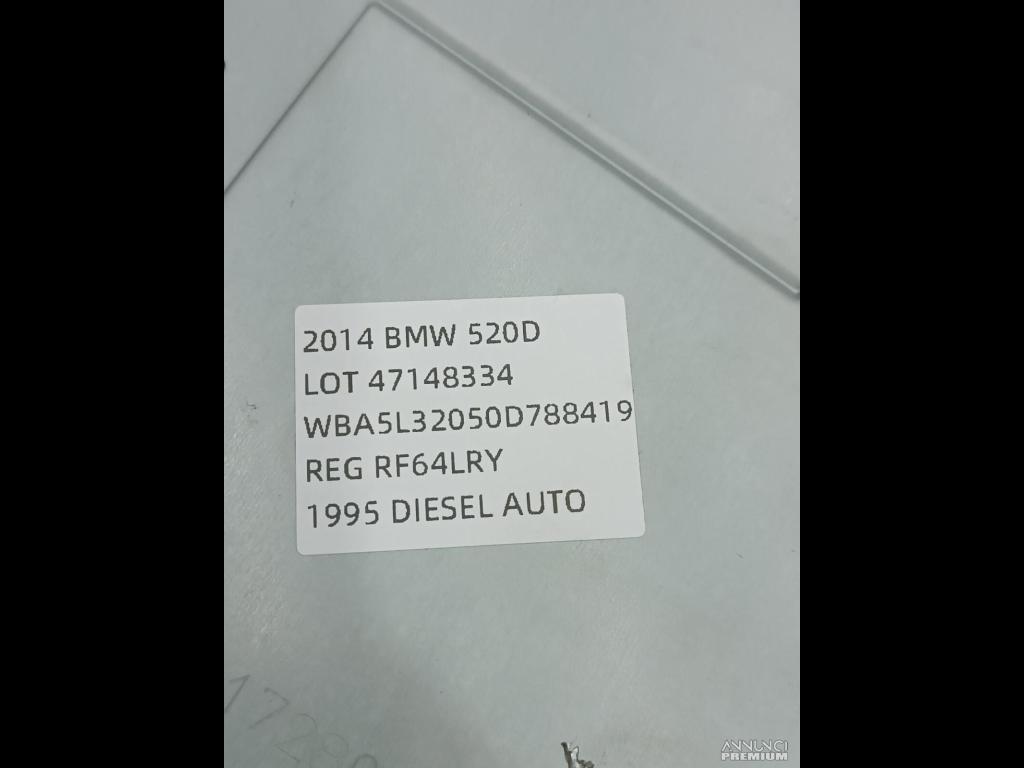 2014 BMW 520D
LOT 47148334
WBA5L32050D788419
REG RF64LRY
1995 DIESEL AUTO
ANNUNCI
PREMIUM